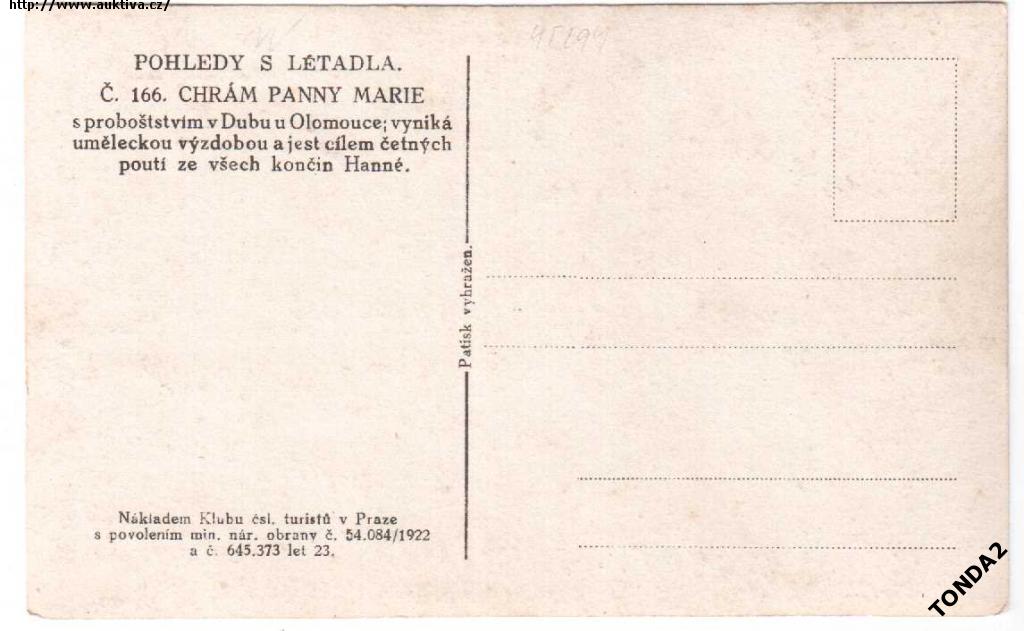 http://www.auktiva.cz/
POHLEDY S LÉTADLA.
Č. 166. CHRÁM PANNY MARIE
s proboštstvím v Dubu u Olomouce; vyniká
uměleckou výzdobou a jest cílem četných
poutí ze všech končin Hanné.
Patisk vyhražen.
Nákladem Klubu čsl. turistů v Praze
s povolením min. nár. obrany č. 54.084/1922
a č. 645.373 let 23.
TONDA2